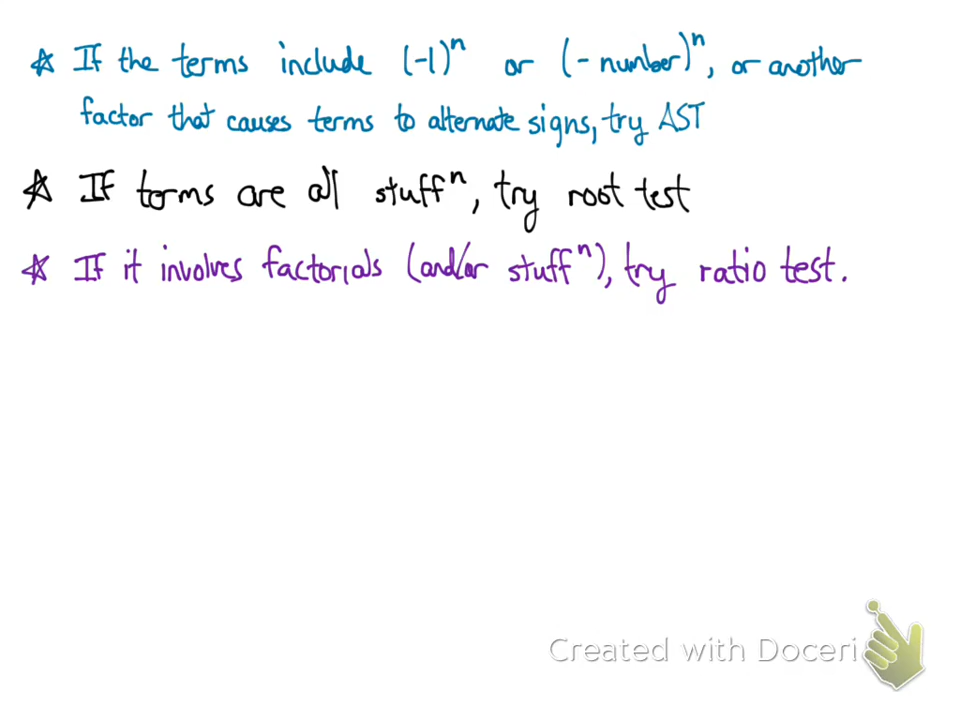 ☆ If the terms include (-1)ⁿ or (- number)ⁿ, or another
factor that causes terms to alternate signs, try AST
☆ If terms are all stuffⁿ, try root test
☆ If it involves factorials (and/or stuffⁿ), try ratio test.
Created with Doceri